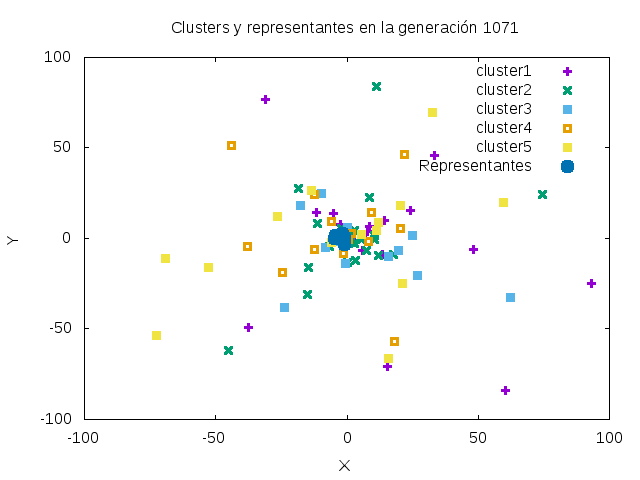 Clusters y representantes en la generación 1071
100
50
0
-50
-100
-100
-50
0
50
100
Y
X
cluster1
cluster2
cluster3
cluster4
cluster5
Representantes